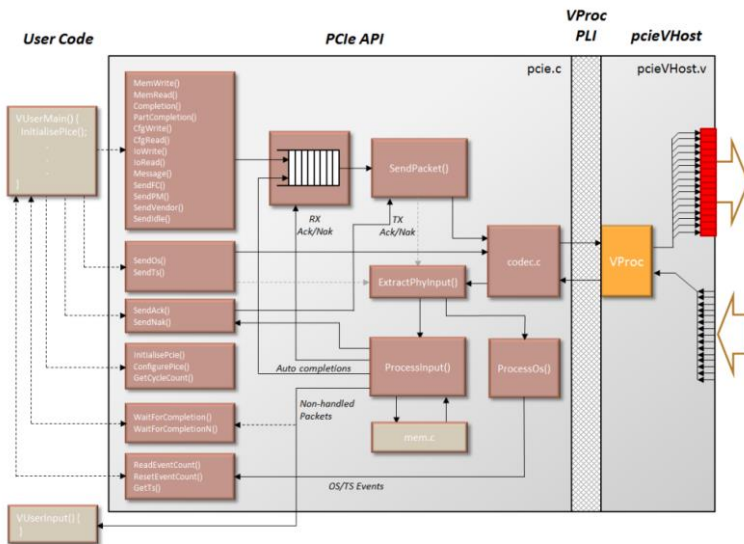 User Code
PCIe API
VProc
PLI
pcieVHost
pcie.c
pcieVHost.v
VUserMain() {
InitialisePice();
.
.
.
}
MemWrite()
MemRead()
Completion()
PartCompletion()
CfgWrite()
CfgRead()
IoWrite()
IoRead()
Message()
SendFC()
SendPM()
SendVendor()
SendIdle()
SendPacket()
RX
Ack/Nak
TX
Ack/Nak
SendOs()
SendTs()
codec.c
VProc
ExtractPhyInput()
SendAck()
SendNak()
InitialisePcie()
ConfigurePice()
GetCycleCount()
Auto completions
ProcessInput()
ProcessOs()
Non-handled
Packets
WaitForCompletion()
WaitForCompletionN()
mem.c
ReadEventCount()
ResetEventCount()
GetTs()
OS/TS Events
VUserInput() {
}